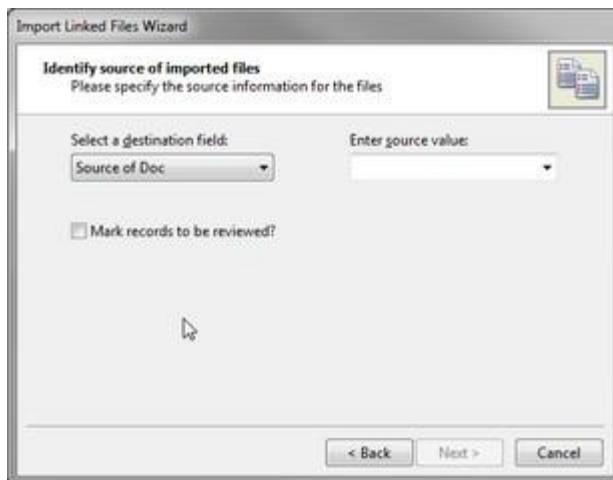 Import Linked Files Wizard
Identify source of imported files
Please specify the source information for the files
Select a destination field:
Enter source value:
Source of Doc
Mark records to be reviewed?
< Back
Next >
Cancel